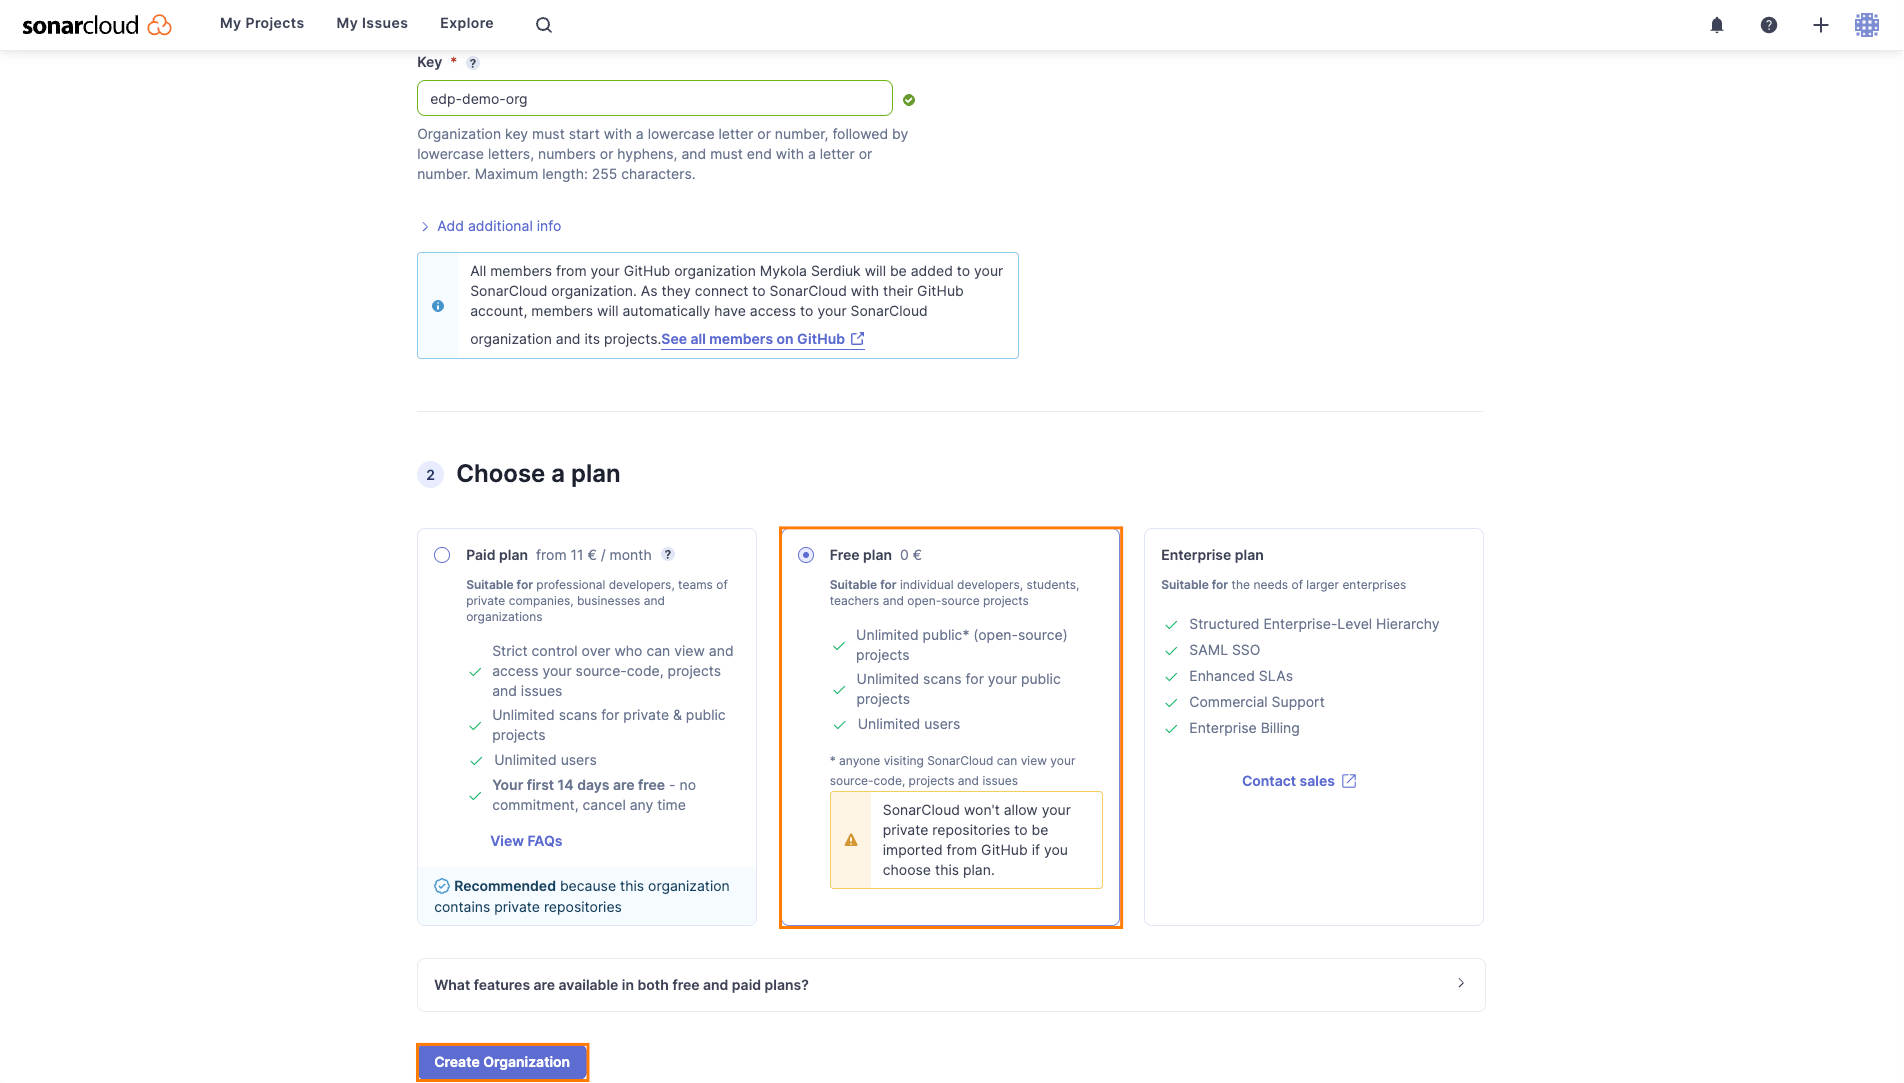 sonarcloud
My Projects
My Issues
Explore
?
Key * ?
edp-demo-org
Organization key must start with a lowercase letter or number, followed by
lowercase letters, numbers or hyphens, and must end with a letter or
number. Maximum length: 255 characters.
Add additional info
All members from your GitHub organization Mykola Serdiuk will be added to your
SonarCloud organization. As they connect to SonarCloud with their GitHub
account, members will automatically have access to your SonarCloud
organization and its projects.See all members on GitHub
2 Choose a plan
Paid plan from 11 € / month ?
Suitable for professional developers, teams of
private companies, businesses and
organizations
Strict control over who can view and
access your source-code, projects
and issues
Unlimited scans for private & public
projects
Unlimited users
Your first 14 days are free - no
commitment, cancel any time
View FAQs
Recommended because this organization
contains private repositories
Free plan 0 €
Suitable for individual developers, students,
teachers and open-source projects
Unlimited public* (open-source)
projects
Unlimited scans for your public
projects
Unlimited users
* anyone visiting SonarCloud can view your
source-code, projects and issues
SonarCloud won't allow your
private repositories to be
imported from GitHub if you
choose this plan.
Enterprise plan
Suitable for the needs of larger enterprises
Structured Enterprise-Level Hierarchy
SAML SSO
Enhanced SLAs
Commercial Support
Enterprise Billing
Contact sales
What features are available in both free and paid plans?
Create Organization